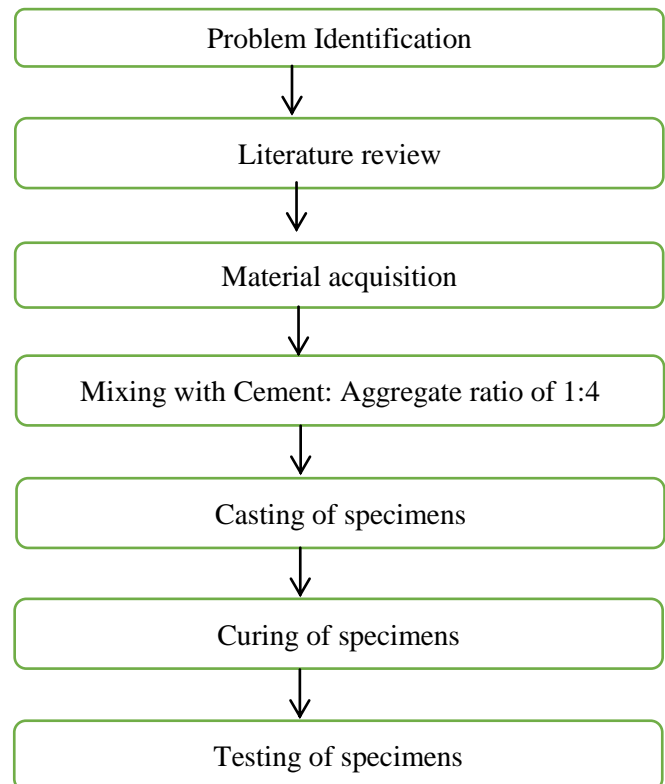 Problem Identification
Literature review
Material acquisition
Mixing with Cement: Aggregate ratio of 1:4
Casting of specimens
Curing of specimens
Testing of specimens